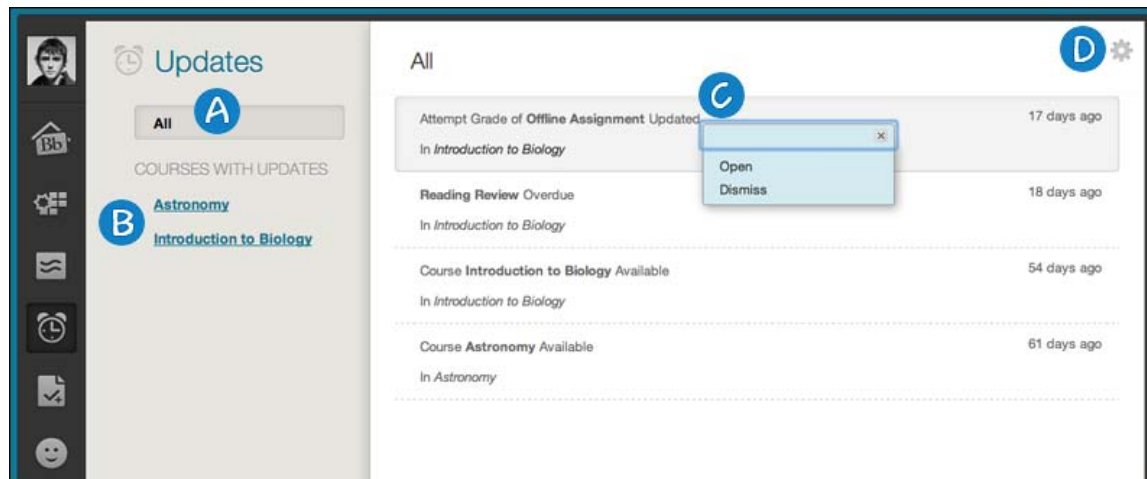 Bb
Updates
A
All
COURSES WITH UPDATES
B
Astronomy
Introduction to Biology
All
D
C
Attempt Grade of Offline Assignment Updated
17 days ago
In Introduction to Biology
Open
Dismiss
Reading Review Overdue
18 days ago
In Introduction to Biology
Course Introduction to Biology Available
54 days ago
In Introduction to Biology
Course Astronomy Available
61 days ago
In Astronomy